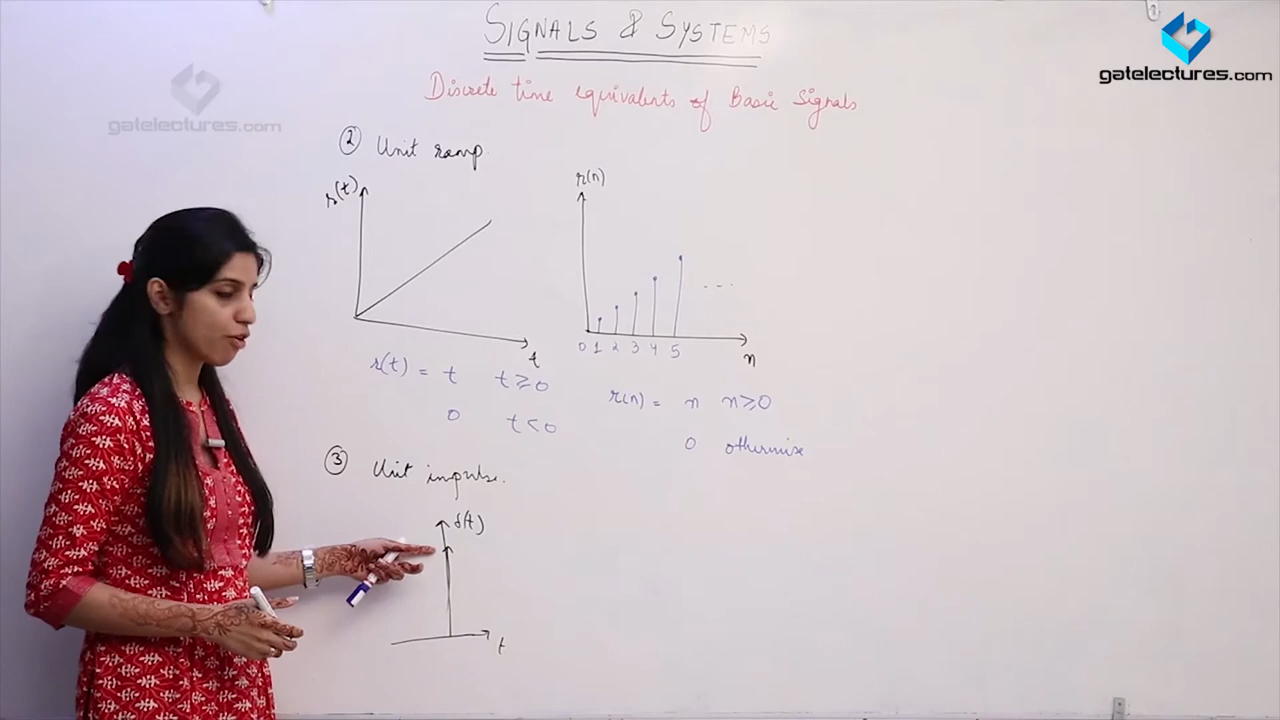 SIGNALS & SYSTEMS
gatelectures.com
gatelectures.com
Discrete time equivalents of Basic Signals
② Unit ramp
r(t)
t
r(n)
0 1 2 3 4 5
- - -
n
r(t) = t t ≥ 0
0 t < 0
r(n) = n n ≥ 0
0 otherwise
③ Unit impulse.
δ(t)
t